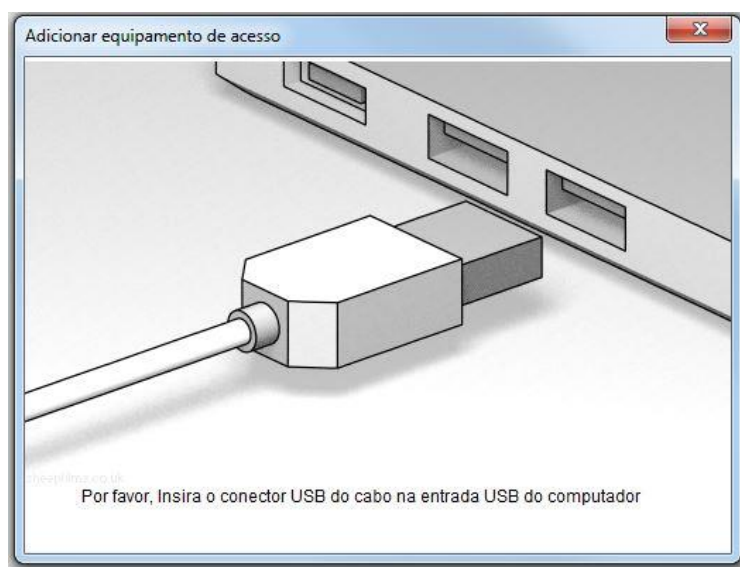 Adicionar equipamento de acesso
Por favor, Insira o conector USB do cabo na entrada USB do computador